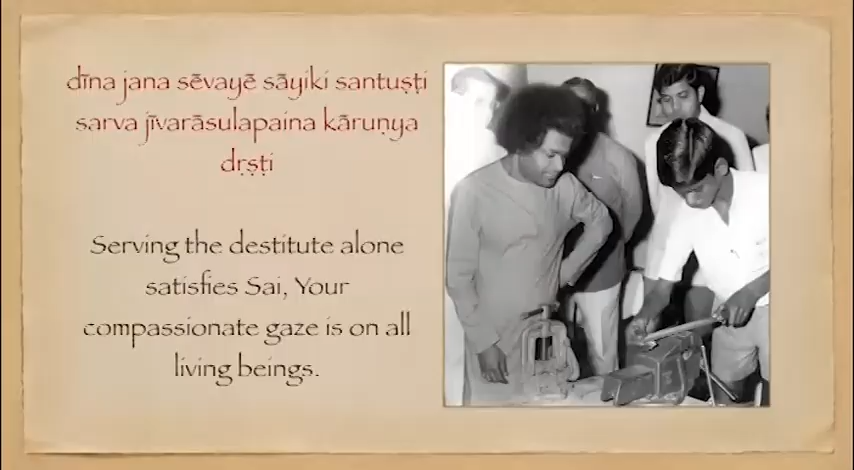 dīna jana sēvayē sāyiki santuṣṭi
sarva jīvarāsulapaina kāruṇya
dṛṣṭi
Serving the destitute alone
satisfies Sai, Your
compassionate gaze is on all
living beings.